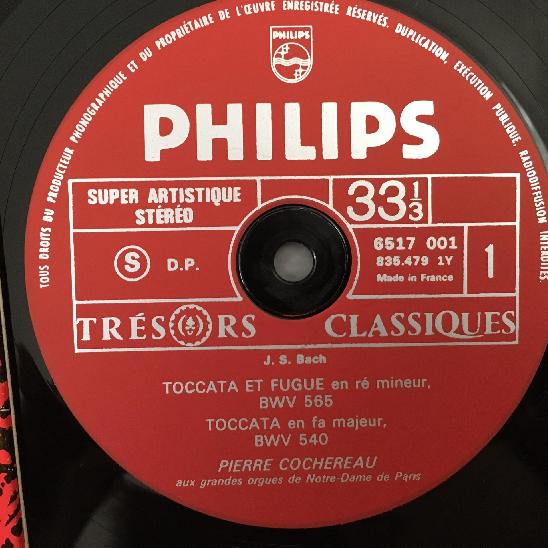 TOUS DROITS DU PRODUCTEUR PHONOGRAPHIQUE ET DU PROPRIÉTAIRE DE L'ŒUVRE ENREGISTRÉE RÉSERVÉS. DUPLICATION, EXÉCUTION PUBLIQUE, RADIODIFFUSION INTERDITES.
PHILIPS
PHILIPS
SUPER ARTISTIQUE
STÉRÉO
33 1/3
S D.P.
6517 001
835.479 1Y
Made in France
1
TRÉSORS CLASSIQUES
J. S. Bach
TOCCATA ET FUGUE en ré mineur,
BWV 565
TOCCATA en fa majeur,
BWV 540
PIERRE COCHEREAU
aux grandes orgues de Notre-Dame de Paris